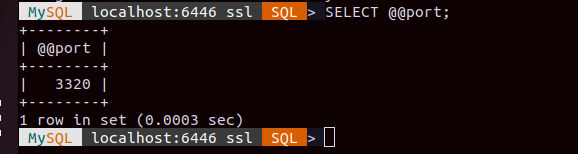 MySQL localhost:6446 ssl SQL > SELECT @@port;
+--------+
| @@port |
+--------+
|   3320 |
+--------+
1 row in set (0.0003 sec)
MySQL localhost:6446 ssl SQL >